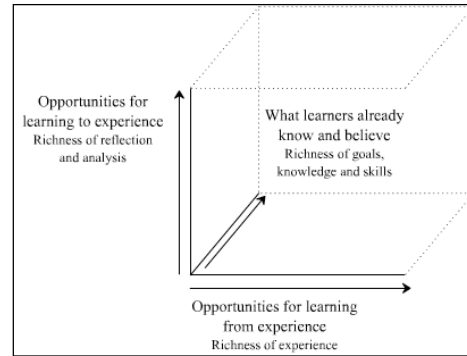 Opportunities for
learning to experience
Richness of reflection
and analysis
What learners already
know and believe
Richness of goals,
knowledge and skills
Opportunities for learning
from experience
Richness of experience